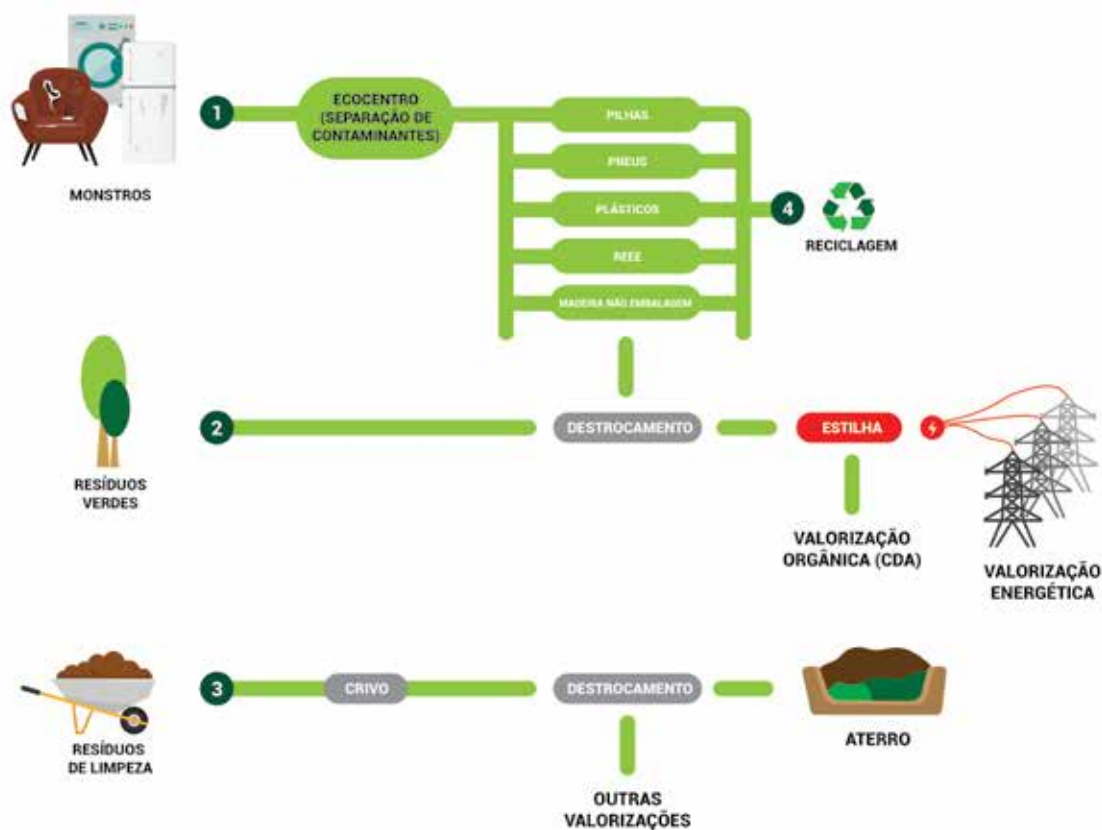 MONSTROS
1
ECOCENTRO
(SEPARAÇÃO DE
CONTAMINANTES)
PILHAS
PNEUS
PLÁSTICOS
REEE
MADEIRA NÃO EMBALAGEM
4
RECICLAGEM
RESÍDUOS
VERDES
2
DESTROCAMENTO
ESTILHA
VALORIZAÇÃO
ORGÂNICA (CDA)
VALORIZAÇÃO
ENERGÉTICA
RESÍDUOS
DE LIMPEZA
3
CRIVO
DESTROCAMENTO
ATERRO
OUTRAS
VALORIZAÇÕES